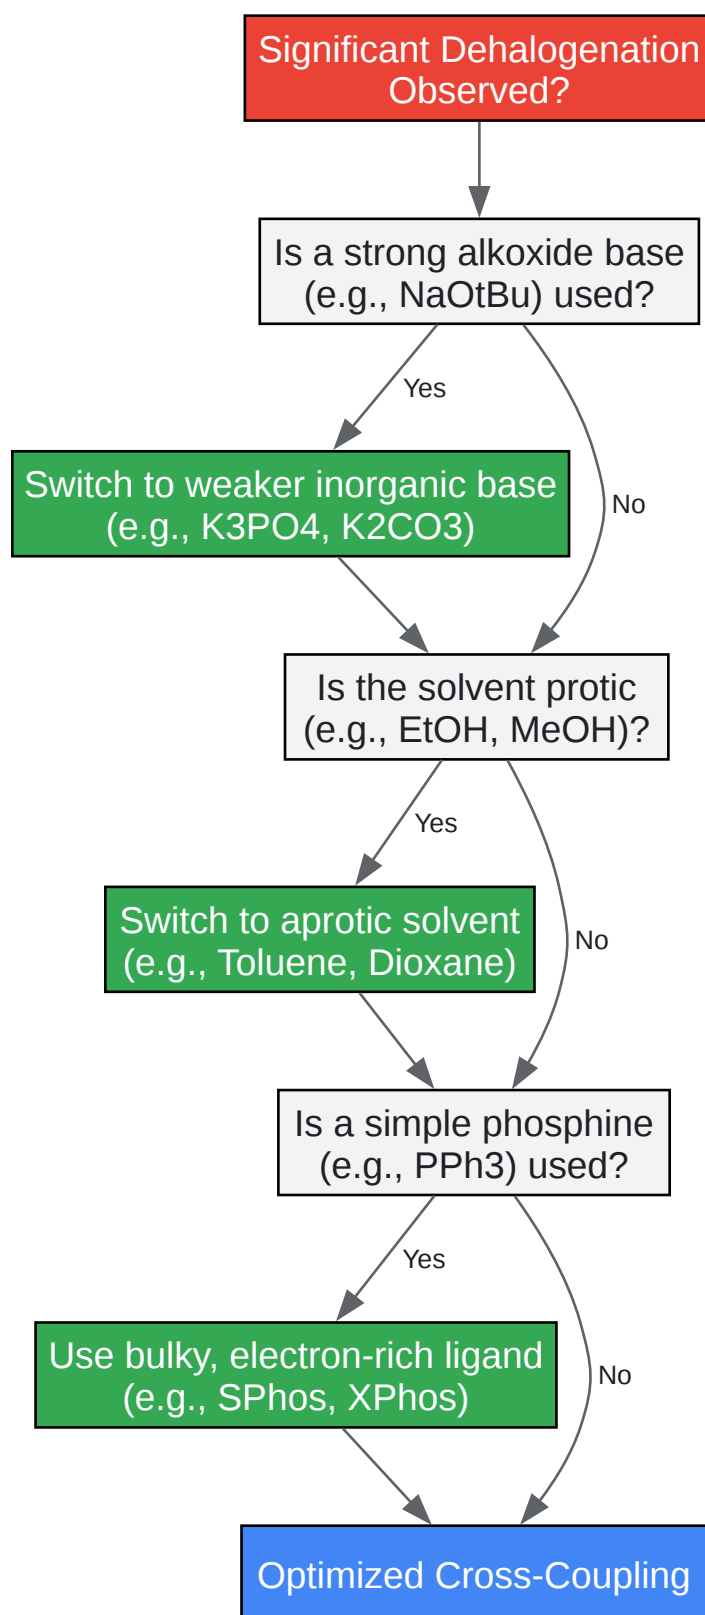 Significant Dehalogenation
Observed?
Is a strong alkoxide base
(e.g., NaOtBu) used?
Yes
Switch to weaker inorganic base
(e.g., K3PO4, K2CO3)
No
Is the solvent protic
(e.g., EtOH, MeOH)?
Yes
Switch to aprotic solvent
(e.g., Toluene, Dioxane)
No
Is a simple phosphine
(e.g., PPh3) used?
Yes
Use bulky, electron-rich ligand
(e.g., SPhos, XPhos)
No
Optimized Cross-Coupling